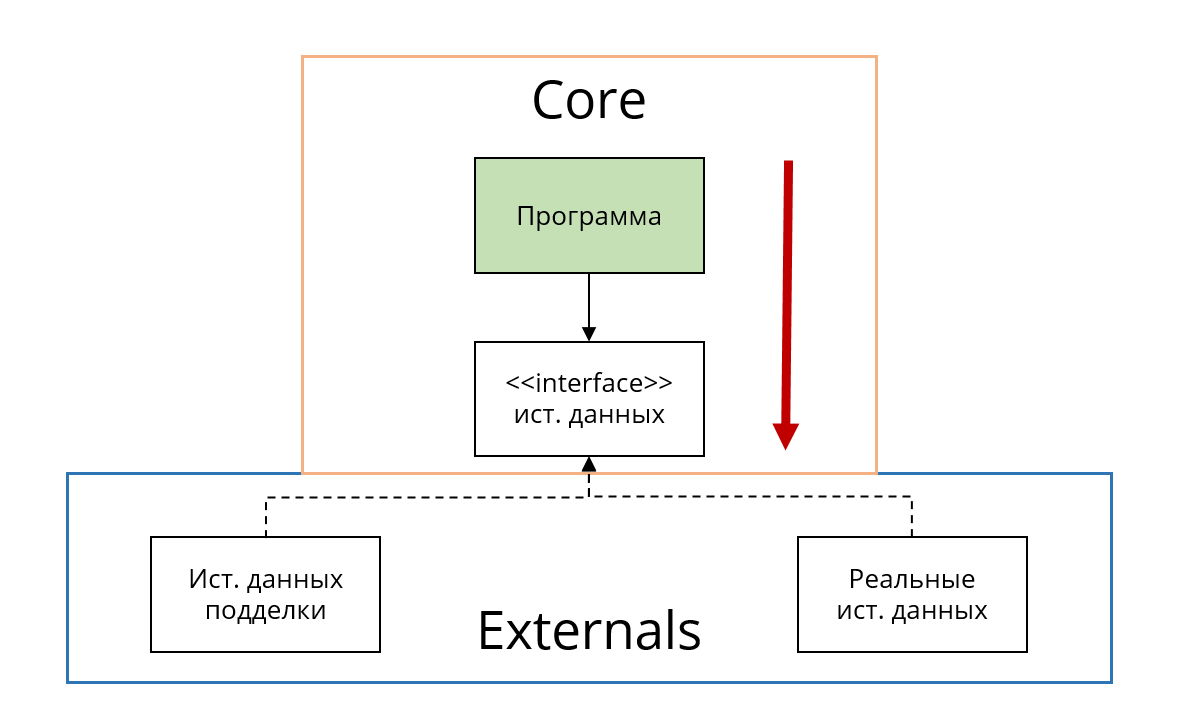 Core
Программа
<<interface>>
ист. данных
Ист. данных
подделки
Реальные
ист. данных
Externals